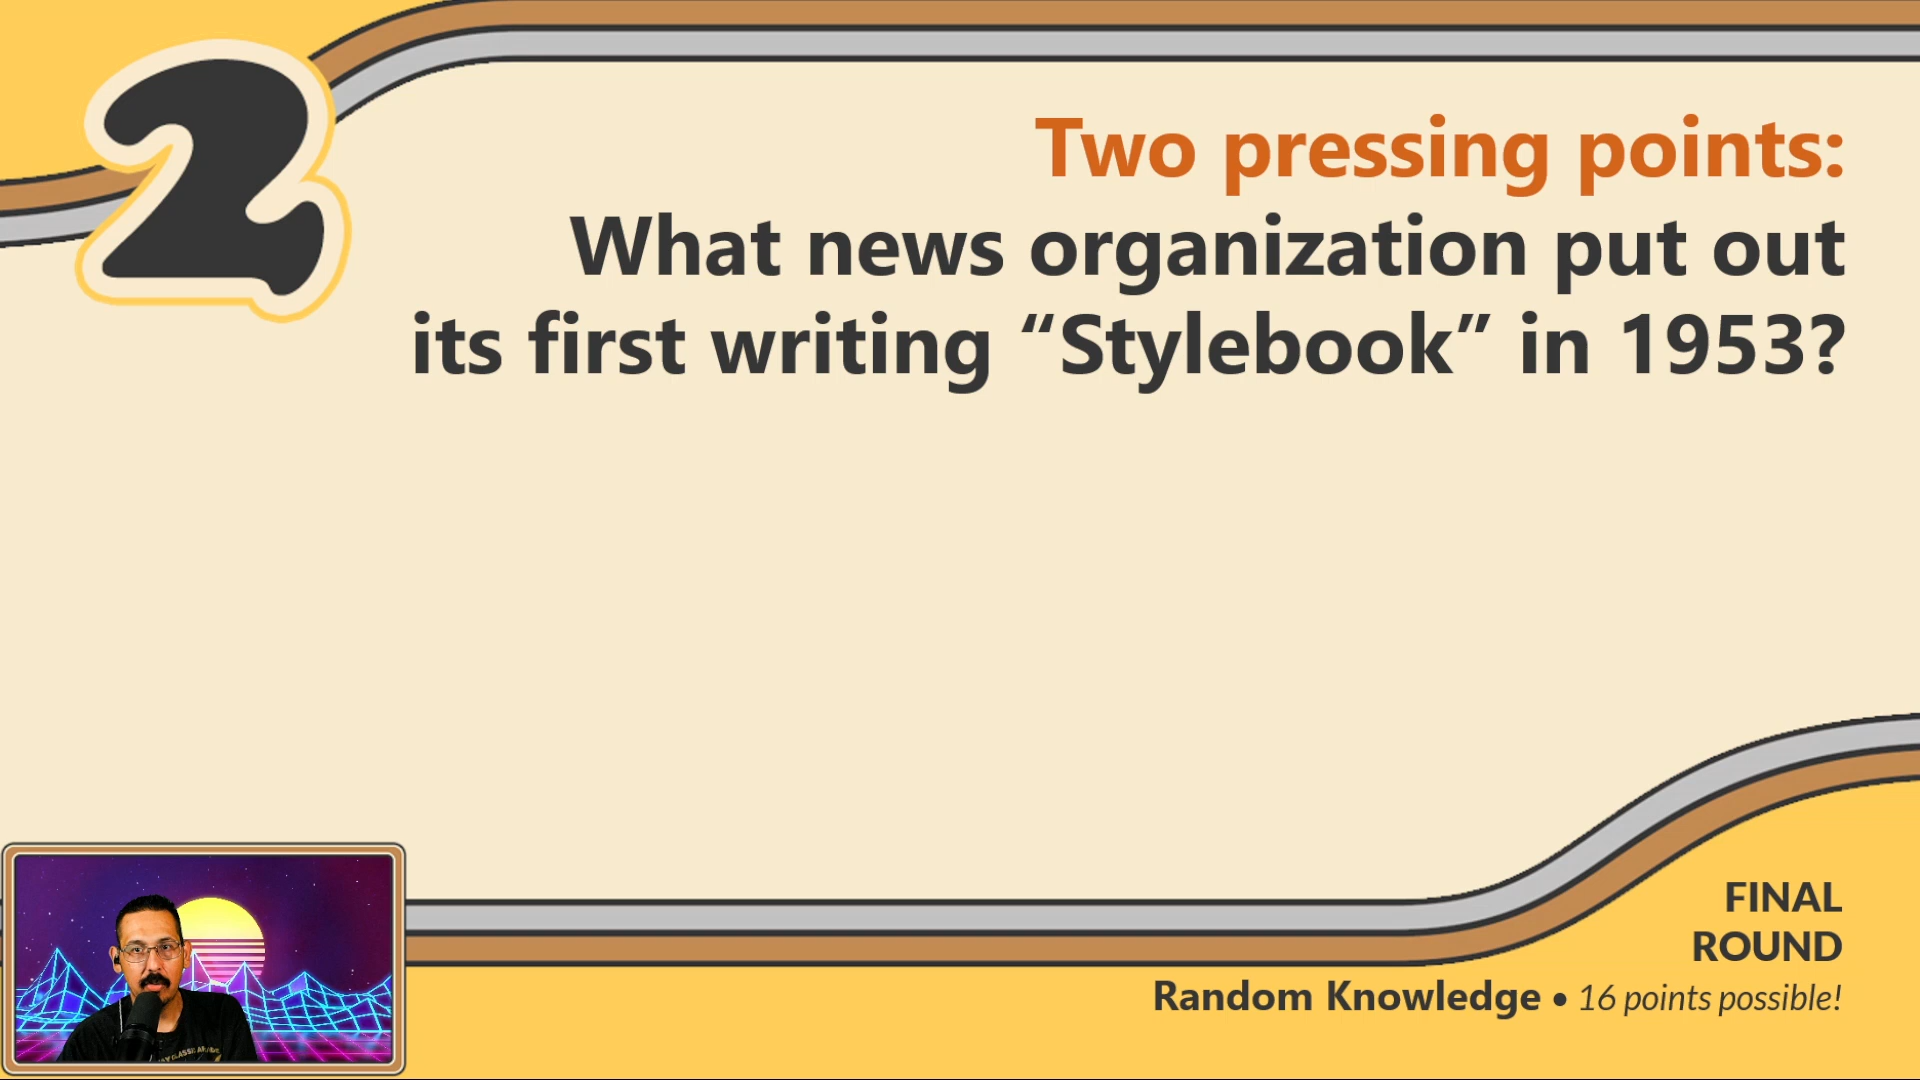 2
Two pressing points:
What news organization put out
its first writing “Stylebook” in 1953?
FINAL
ROUND
Random Knowledge • 16 points possible!